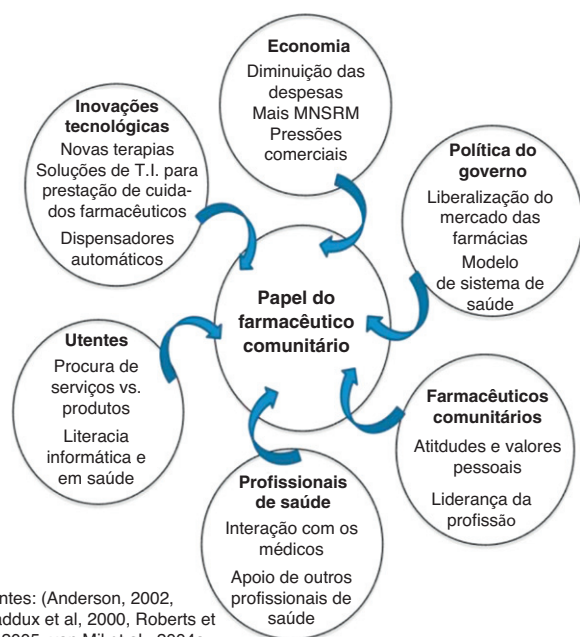 Economia
Diminuição das
despesas
Mais MNSRM
Pressões
comerciais
Inovações
tecnológicas
Novas terapias
Soluções de T.I. para
prestação de cuida-
dos farmacêuticos
Dispensadores
automáticos
Política do
governo
Liberalização do
mercado das
farmácias
Modelo
de sistema de
saúde
Papel do
farmacêutico
comunitário
Utentes
Procura de
serviços vs.
produtos
Literacia
informática e
em saúde
Farmacêuticos
comunitários
Atitdudes e valores
pessoais
Liderança da
profissão
Profissionais
de saúde
Interação com os
médicos
Apoio de outros
profissionais de
saúde
ntes: (Anderson, 2002,
addux et al, 2000, Roberts et